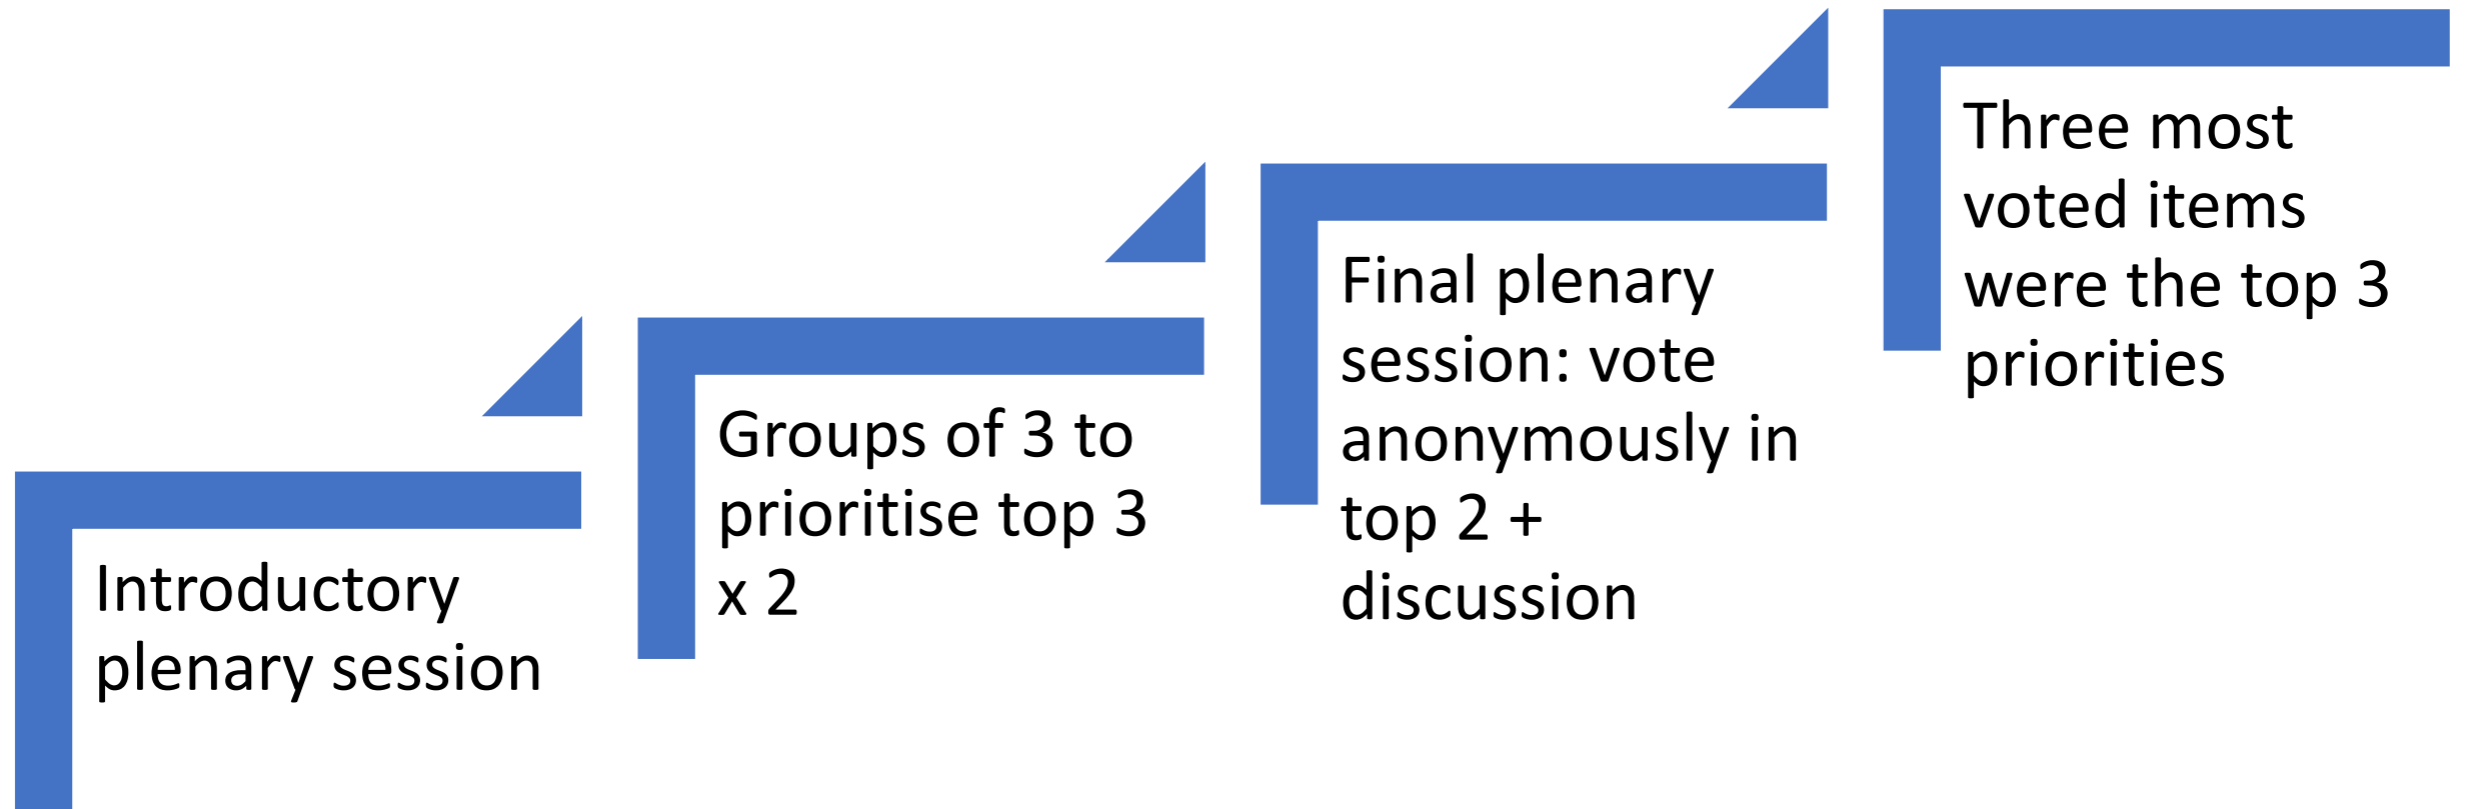 Introductory
plenary session
Groups of 3 to
prioritise top 3
x 2
Final plenary
session: vote
anonymously in
top 2 +
discussion
Three most
voted items
were the top 3
priorities